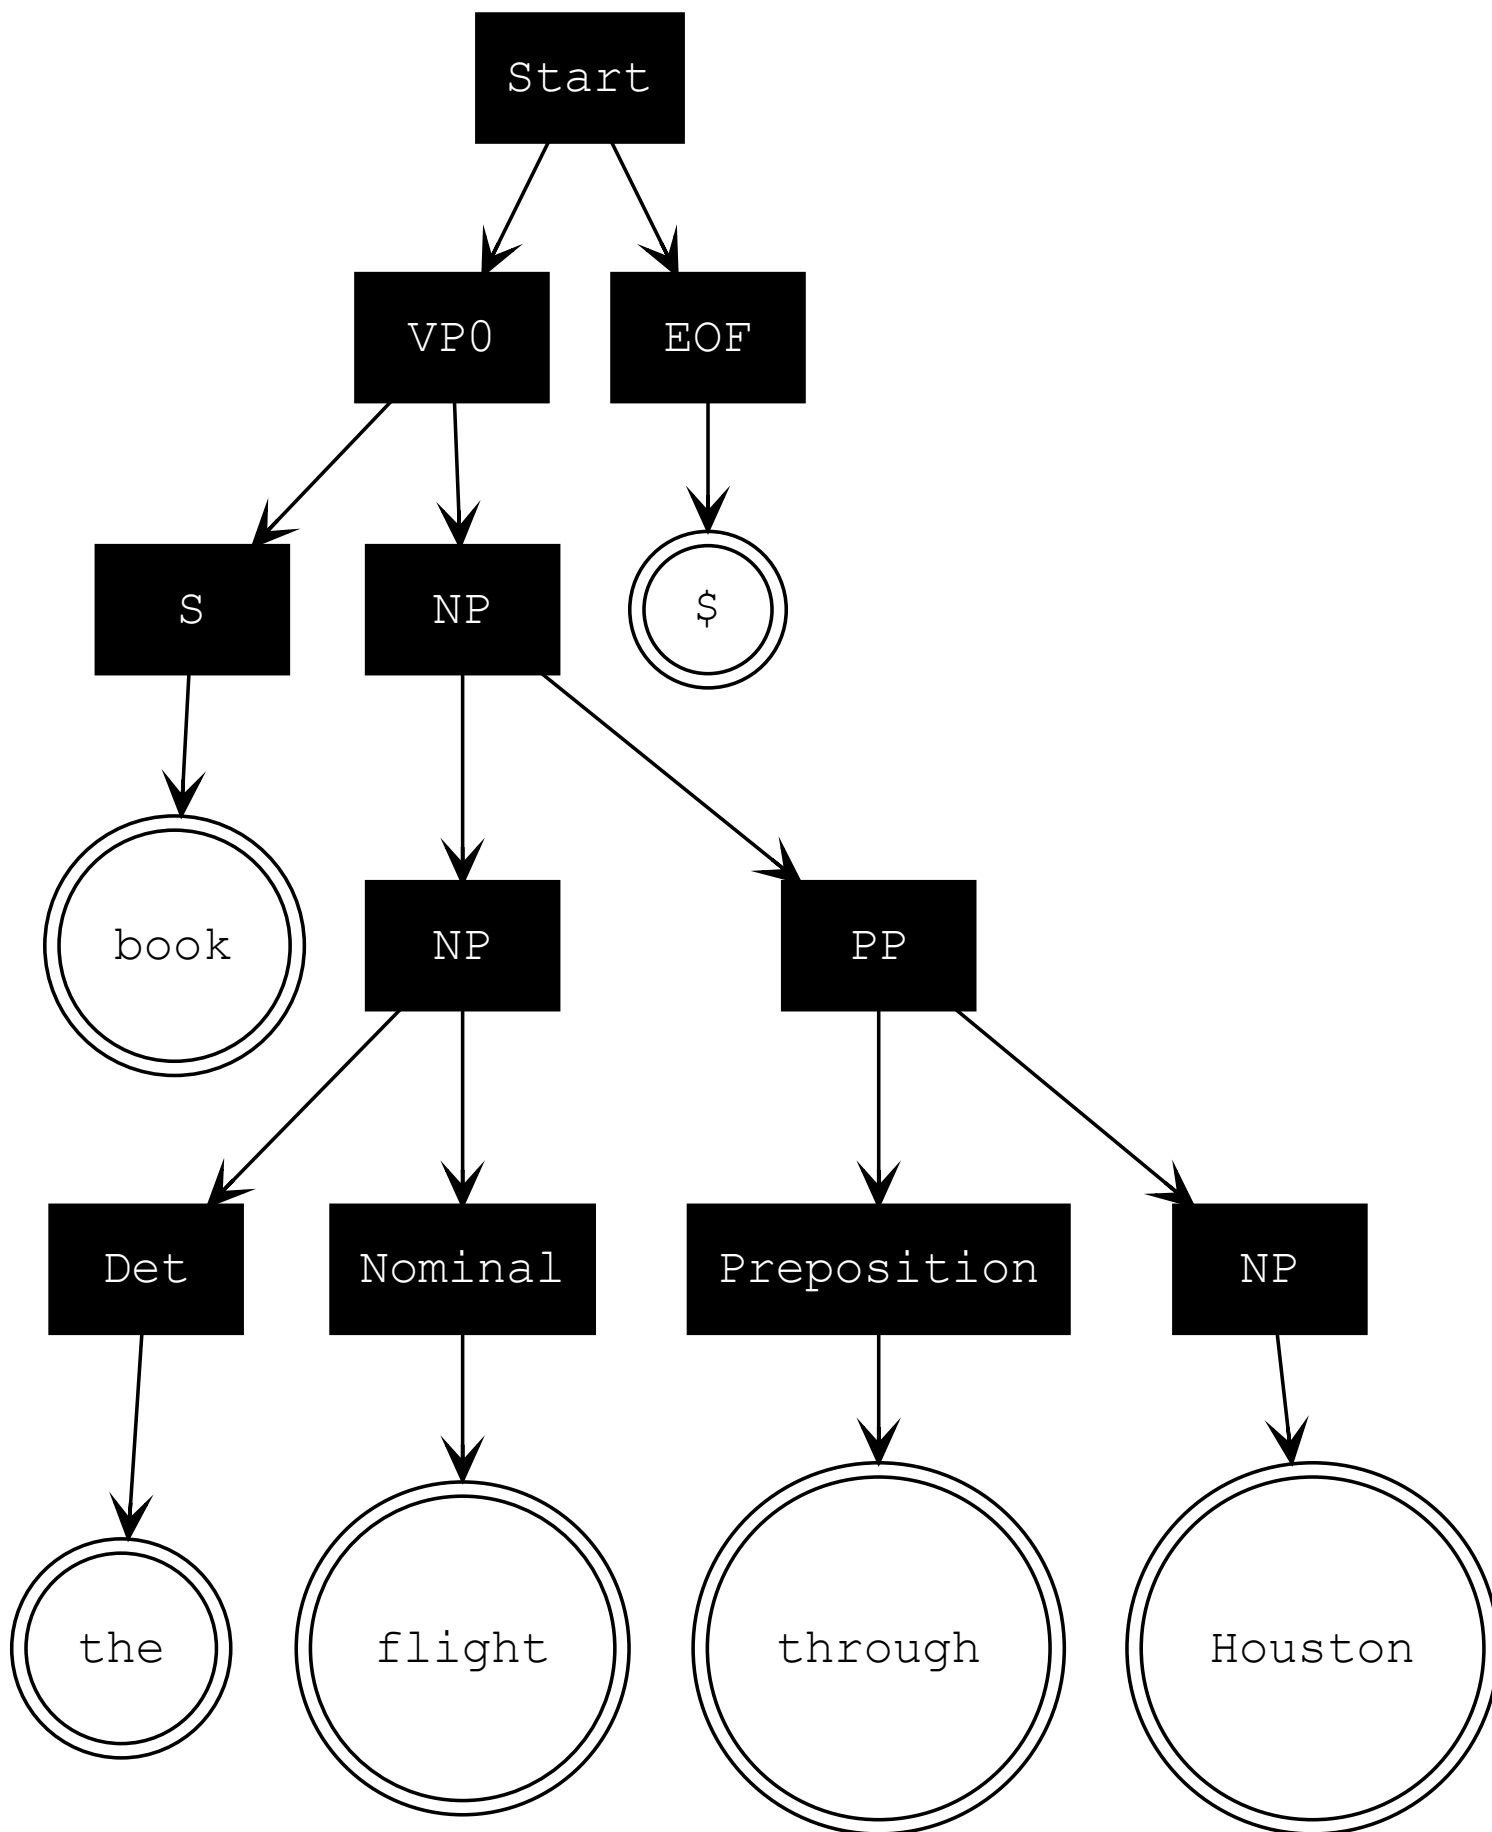 Start
VP0 EOF
S NP $
book NP PP
Det Nominal Preposition NP
the flight through Houston